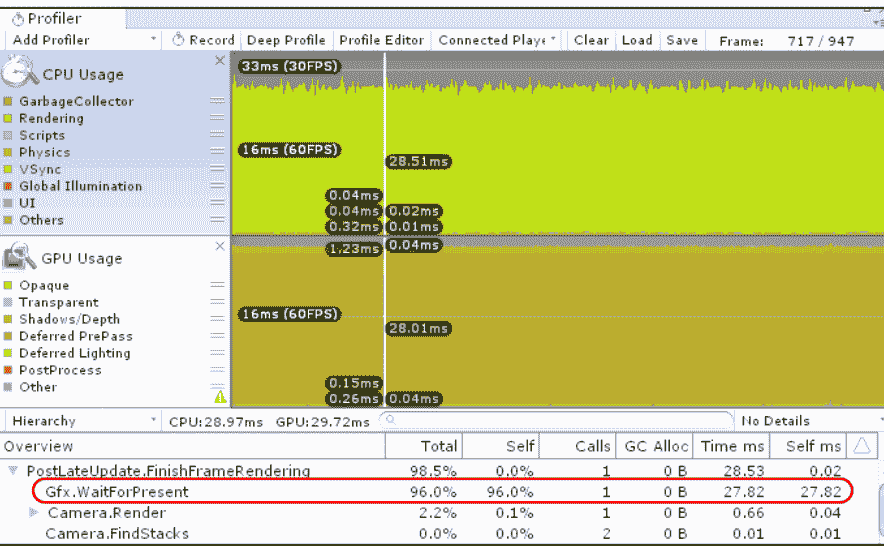 Profiler
Add Profiler Record Deep Profile Profile Editor Connected Playe Clear Load Save Frame: 717 / 947
CPU Usage
GarbageCollector
Rendering
Scripts
Physics
VSync
Global Illumination
UI
Others
33ms (30FPS)
16ms (60FPS)
28.51ms
0.04ms
0.04ms 0.02ms
0.32ms 0.01ms
GPU Usage
Opaque
Transparent
Shadows/Depth
Deferred PrePass
Deferred Lighting
PostProcess
Other
1.23ms 0.04ms
16ms (60FPS)
28.01ms
0.15ms
0.26ms 0.04ms
Hierarchy CPU:28.97ms GPU:29.72ms No Details
Overview Total Self Calls GC Alloc Time ms Self ms
PostLateUpdate.FinishFrameRendering 98.5% 0.0% 1 0 B 28.53 0.02
Gfx.WaitForPresent 96.0% 96.0% 1 0 B 27.82 27.82
Camera.Render 2.2% 0.1% 1 0 B 0.66 0.04
Camera.FindStacks 0.0% 0.0% 2 0 B 0.01 0.01